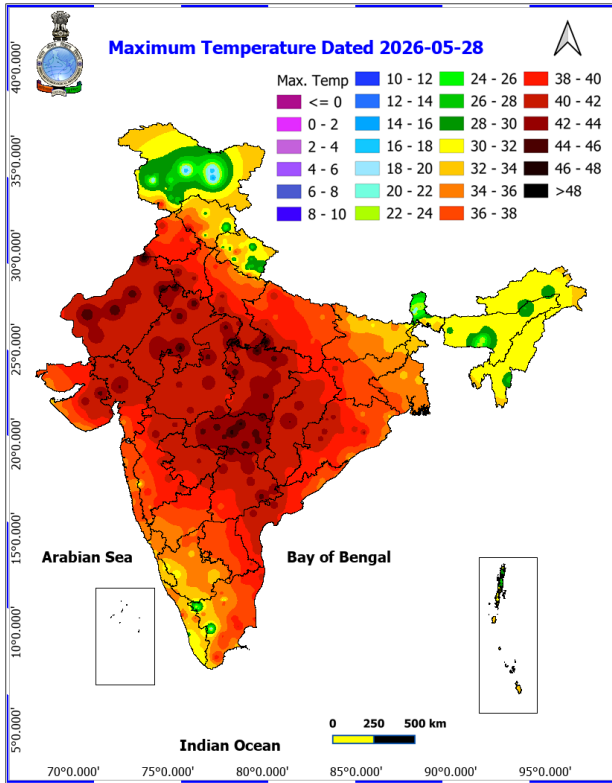 Maximum Temperature Dated 2026-05-28
Max. Temp
<= 0
0 - 2
2 - 4
4 - 6
6 - 8
8 - 10
10 - 12
12 - 14
14 - 16
16 - 18
18 - 20
20 - 22
22 - 24
24 - 26
26 - 28
28 - 30
30 - 32
32 - 34
34 - 36
36 - 38
38 - 40
40 - 42
42 - 44
44 - 46
46 - 48
>48
40°0.000'
35°0.000'
30°0.000'
25°0.000'
20°0.000'
15°0.000'
10°0.000'
5°0.000'
Arabian Sea
Bay of Bengal
Indian Ocean
0 250 500 km
70°0.000' 75°0.000' 80°0.000' 85°0.000' 90°0.000' 95°0.000'